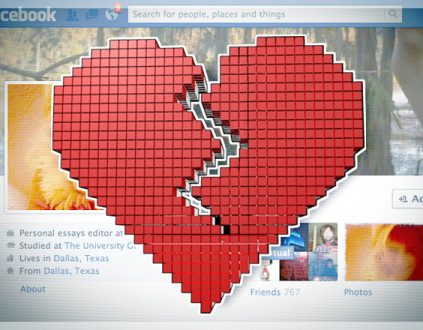 cebook
Search for people, places and things
Ad
Personal essays editor at
Studied at The University
Lives in Dallas, Texas
From Dallas, Texas
tual
About
Friends 767
Photos